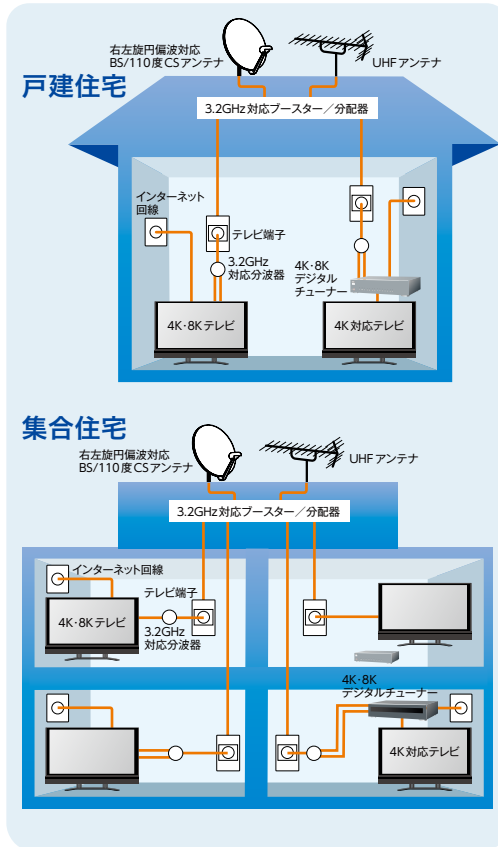 戸建住宅
右左旋円偏波対応
BS/110度CSアンテナ
UHFアンテナ
3.2GHz対応ブースター／分配器
インターネット
回線
テレビ端子
3.2GHz
対応分波器
4K･8K
デジタル
チューナー
4K･8Kテレビ
4K対応テレビ
集合住宅
右左旋円偏波対応
BS/110度CSアンテナ
UHFアンテナ
3.2GHz対応ブースター／分配器
インターネット回線
テレビ端子
4K･8Kテレビ
3.2GHz
対応分波器
4K･8K
デジタルチューナー
4K対応テレビ